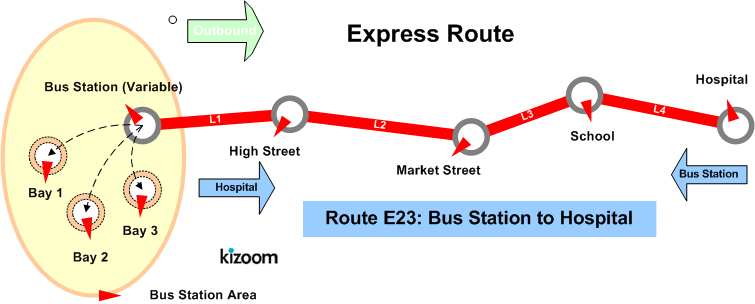 Outbound
Express Route
Bus Station (Variable)
Hospital
L1
L2
L3
L4
High Street
School
Market Street
Bay 1
Hospital
Bus Station
Bay 3
Route E23: Bus Station to Hospital
Bay 2
kizoom
Bus Station Area